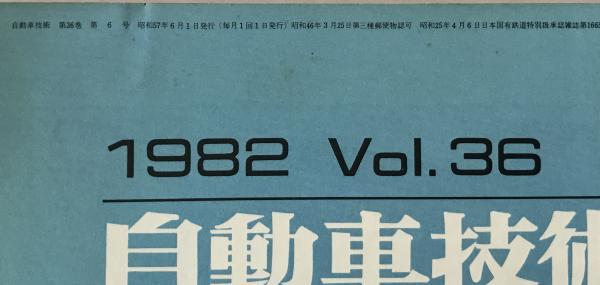 自動車技術 第36巻 第6号 昭和57年6月1日発行(毎月1回1日発行)昭和46年3月25日第三種郵便物認可 昭和25年4月6日日本国有鉄道特別扱承認雑誌第166
1982 Vol. 36
自動車技術